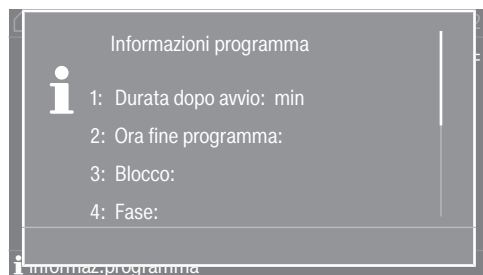 Informazioni programma
1: Durata dopo avvio: min
2: Ora fine programma:
3: Blocco:
4: Fase:
Informaz.programma